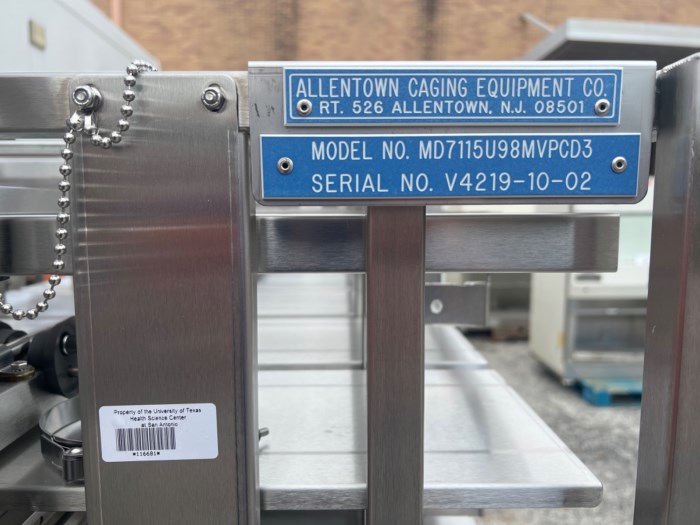 ALLENTOWN CAGING EQUIPMENT CO.
RT. 526 ALLENTOWN, N.J. 08501
MODEL NO. MD7115U98MVPCD3
SERIAL NO. V4219-10-02
Property of the University of Texas
Health Science Center
at San Antonio
*116601*